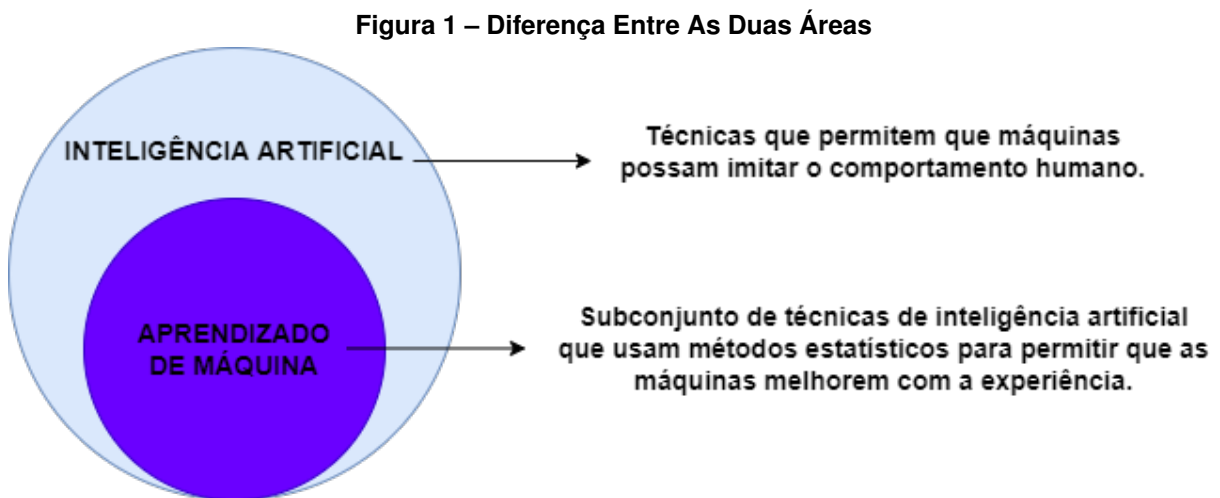 Figura 1 – Diferença Entre As Duas Áreas
INTELIGÊNCIA ARTIFICIAL
Técnicas que permitem que máquinas
possam imitar o comportamento humano.
APRENDIZADO
DE MÁQUINA
Subconjunto de técnicas de inteligência artificial
que usam métodos estatísticos para permitir que as
máquinas melhorem com a experiência.